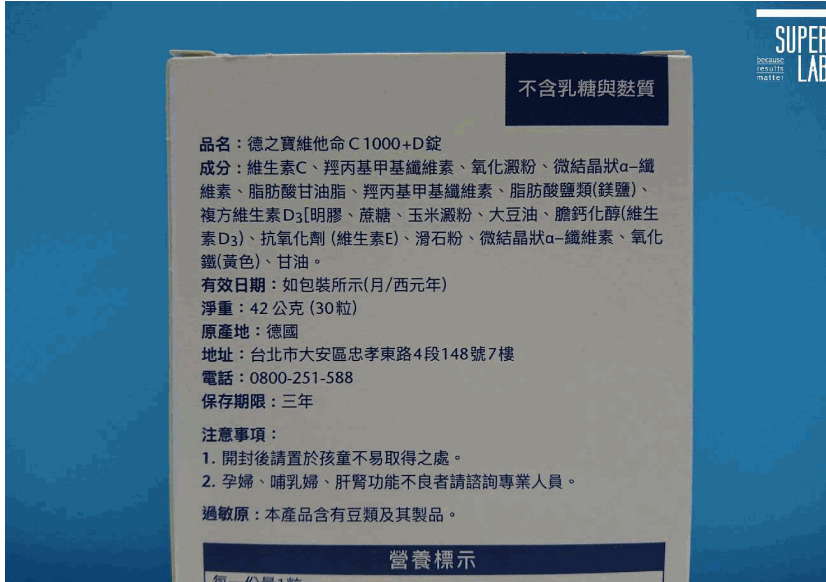 SUPER
LAB
because
results
matter
不含乳糖與麩質
品名：德之寶維他命C1000+D錠
成分：維生素C、羥丙基甲基纖維素、氧化澱粉、微結晶狀α–纖
維素、脂肪酸甘油脂、羥丙基甲基纖維素、脂肪酸鹽類(鎂鹽)、
複方維生素D3[明膠、蔗糖、玉米澱粉、大豆油、膽鈣化醇(維生
素D3)、抗氧化劑 (維生素E)、滑石粉、微結晶狀α–纖維素、氧化
鐵(黃色)、甘油。
有效日期：如包裝所示(月/西元年)
淨重：42公克 (30粒)
原產地：德國
地址：台北市大安區忠孝東路4段148號7樓
電話：0800-251-588
保存期限：三年
注意事項：
1. 開封後請置於孩童不易取得之處。
2. 孕婦、哺乳婦、肝腎功能不良者請諮詢專業人員。
過敏原：本產品含有豆類及其製品。
營養標示
每一份量1粒